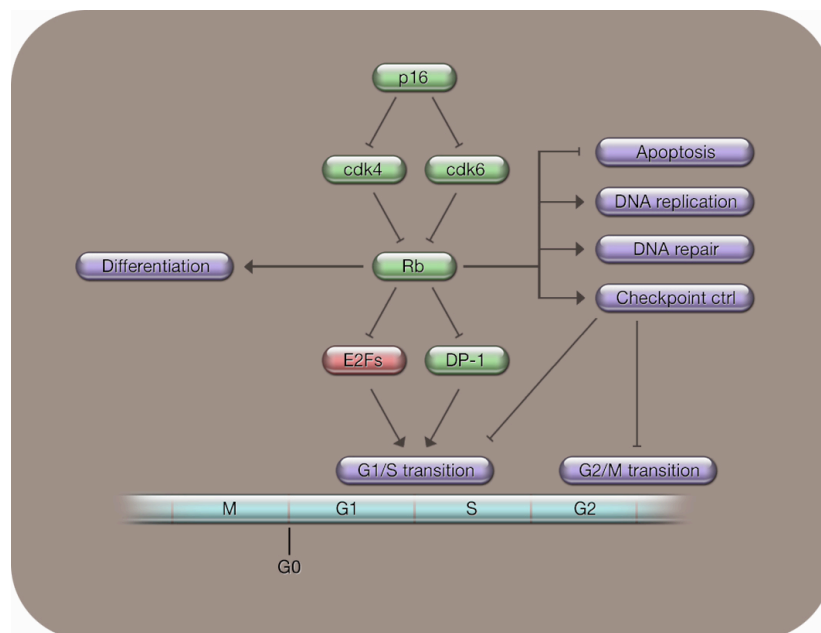 p16
Apoptosis
cdk4
cdk6
DNA replication
DNA repair
Differentiation
Rb
Checkpoint ctrl
E2Fs
DP-1
G1/S transition
G2/M transition
M
G1
S
G2
G0